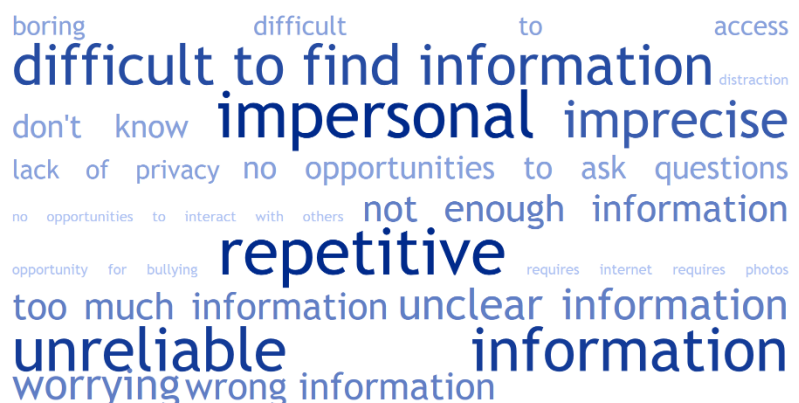 boring difficult to access
difficult to find information distraction
don't know impersonal imprecise
lack of privacy no opportunities to ask questions
no opportunities to interact with others not enough information
opportunity for bullying repetitive requires internet requires photos
too much information unclear information
unreliable information
worrying wrong information